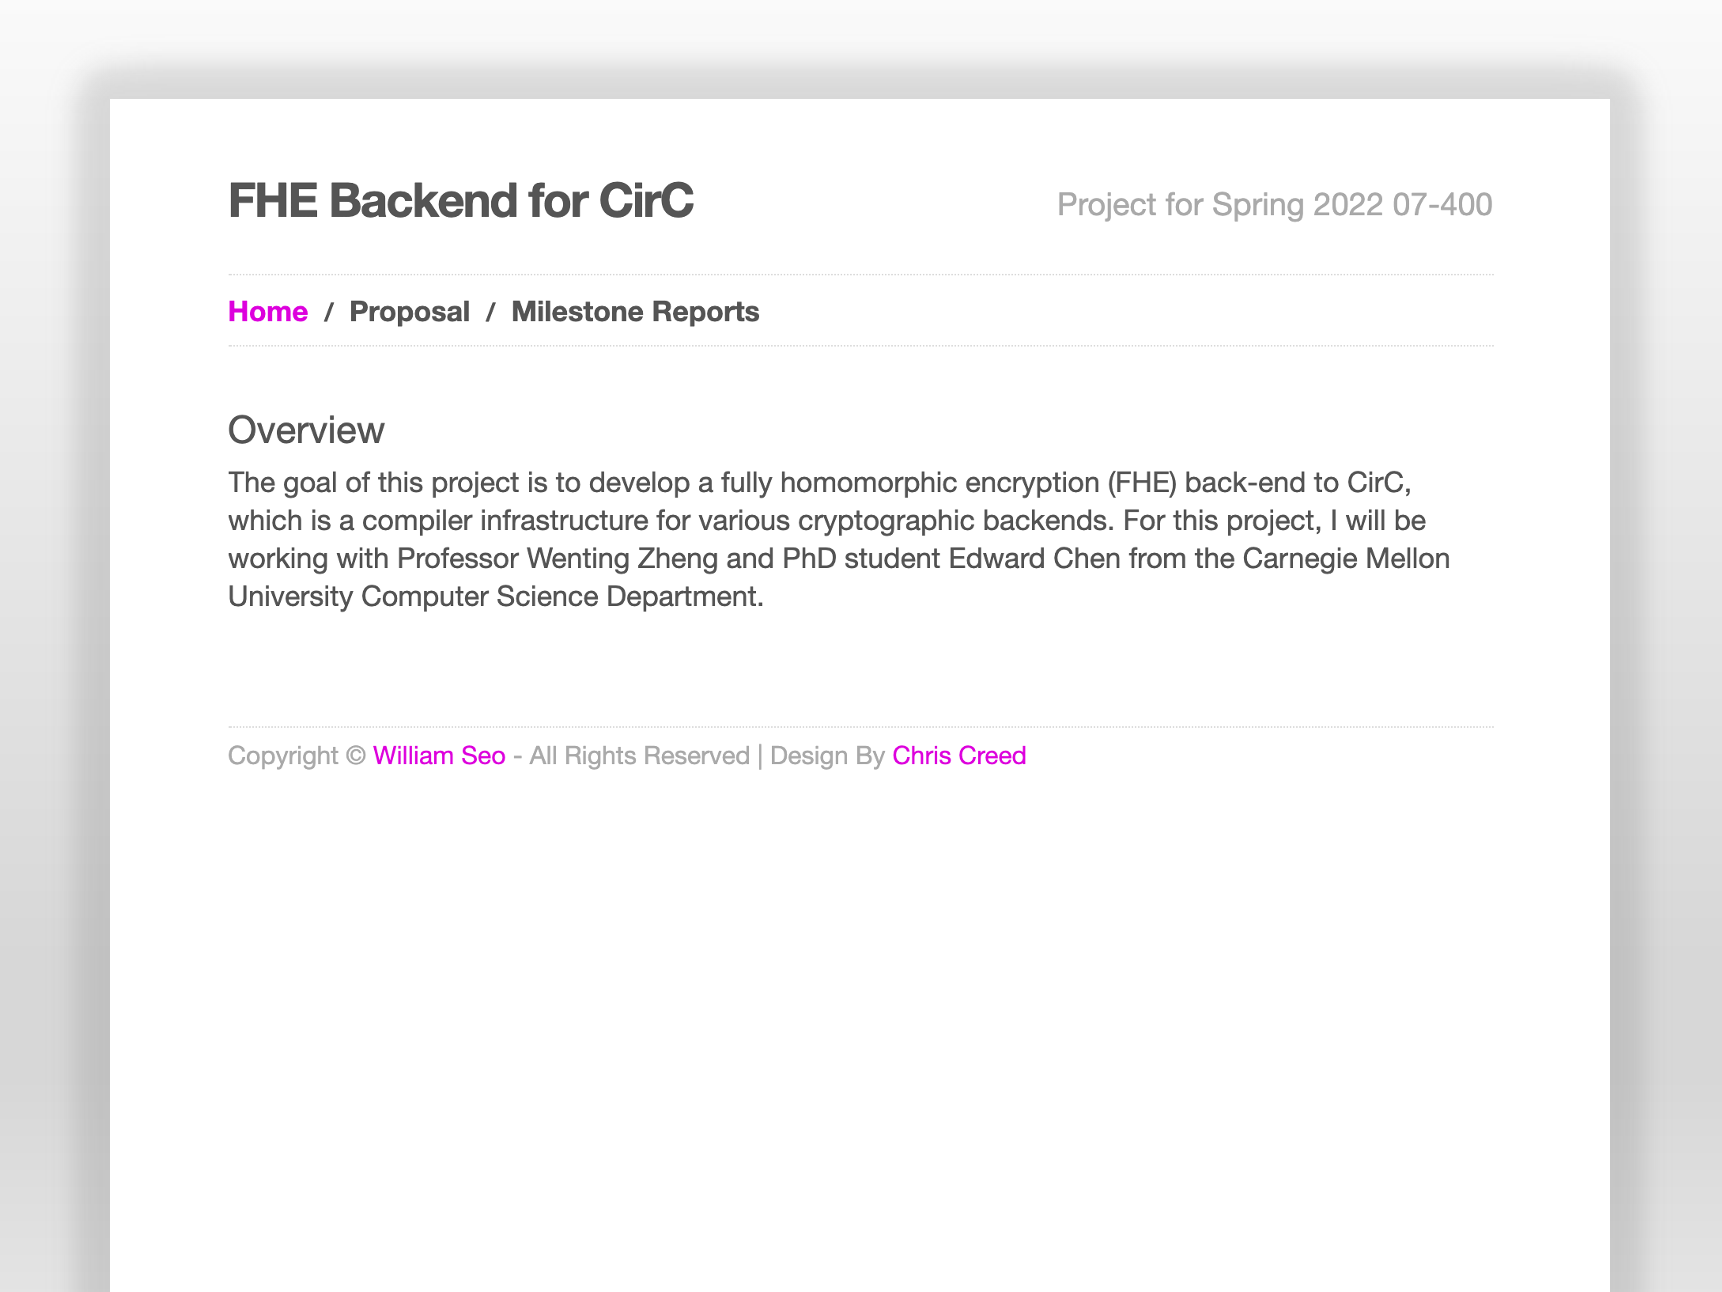 FHE Backend for CirC
Project for Spring 2022 07-400
Home / Proposal / Milestone Reports
Overview
The goal of this project is to develop a fully homomorphic encryption (FHE) back-end to CirC,
which is a compiler infrastructure for various cryptographic backends. For this project, I will be
working with Professor Wenting Zheng and PhD student Edward Chen from the Carnegie Mellon
University Computer Science Department.
Copyright © William Seo - All Rights Reserved | Design By Chris Creed